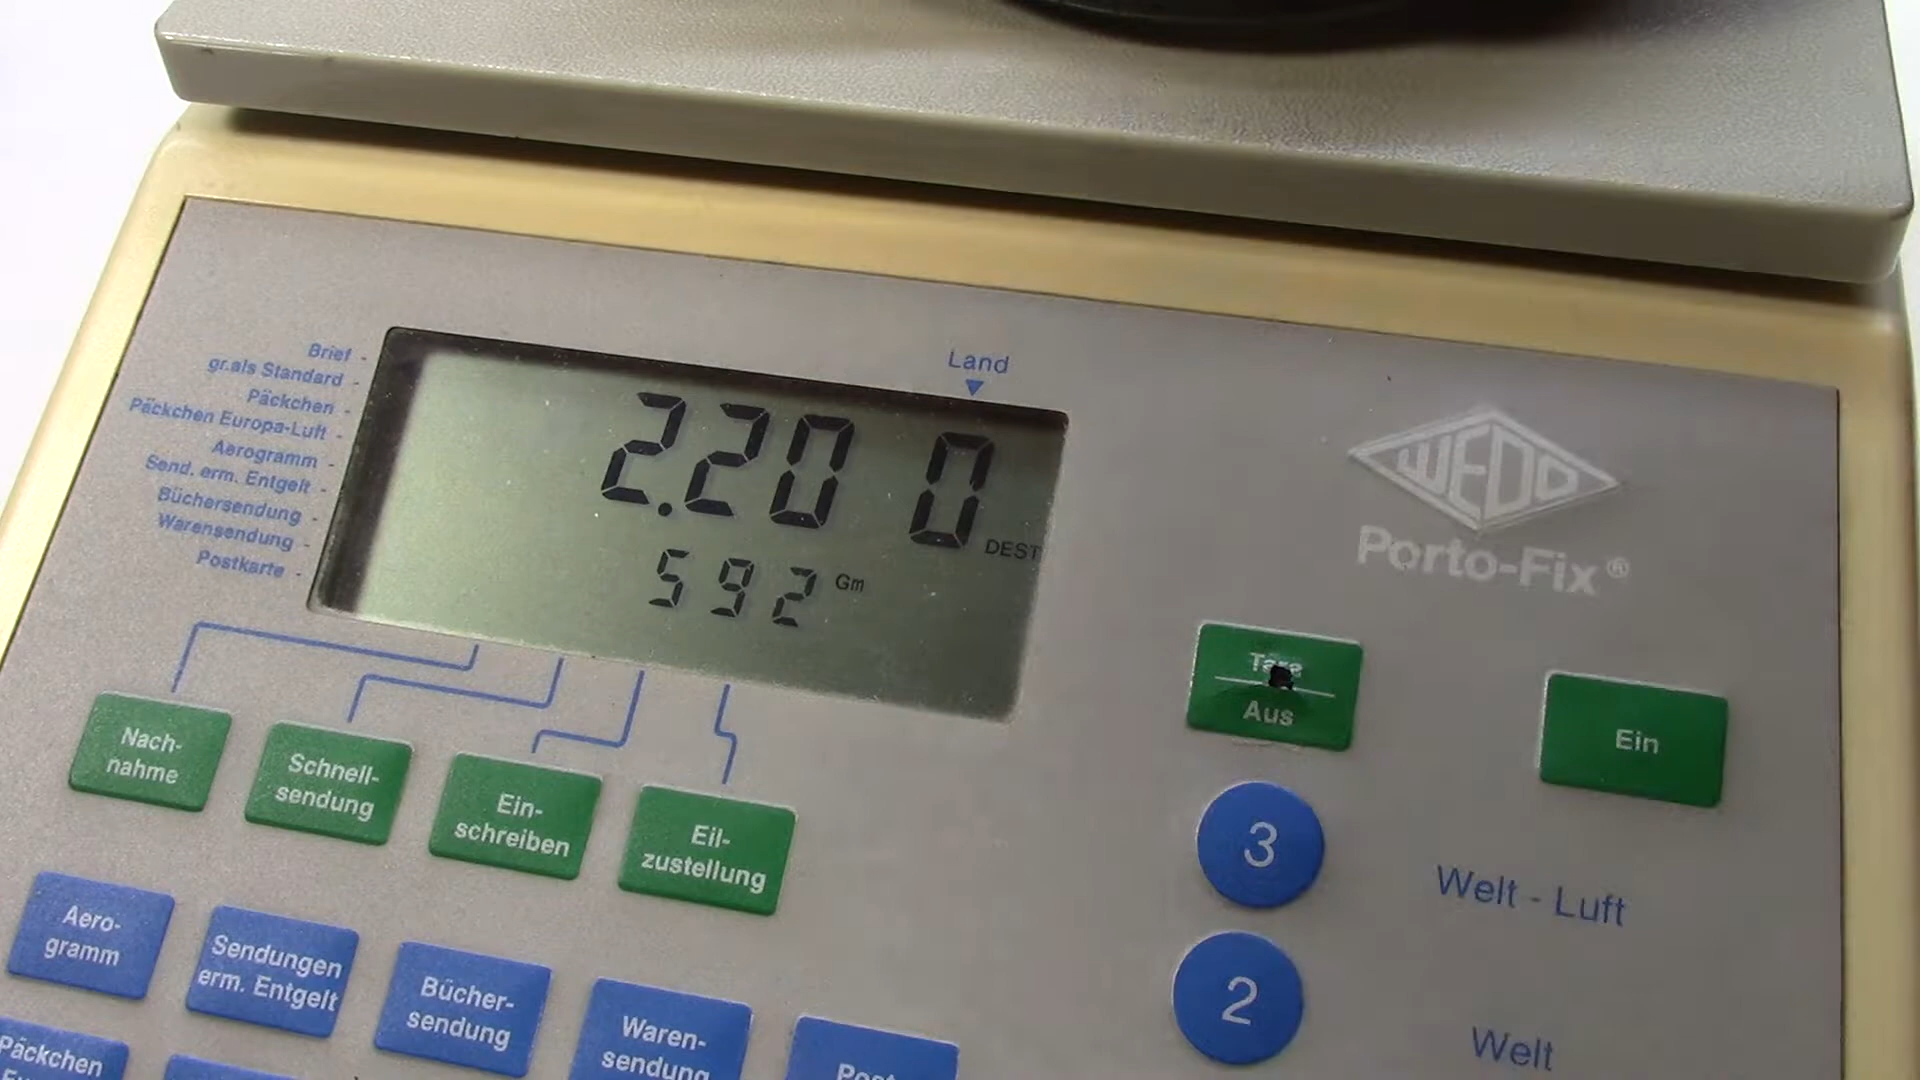 Land
Brief -
gr.als Standard -
Päckchen -
Päckchen Europa-Luft -
Aerogramm -
Send. erm. Entgelt -
Büchersendung -
Warensendung -
Postkarte -
2.20 0
DEST
592 Gm
WEDO
Porto-Fix®
Tara
Aus
Ein
Nach-
nahme
Schnell-
sendung
Ein-
schreiben
Eil-
zustellung
3
Welt - Luft
Aero-
gramm
Sendungen
erm. Entgelt
Bücher-
sendung
Waren-
sendung
2
Welt
Päckchen
Post